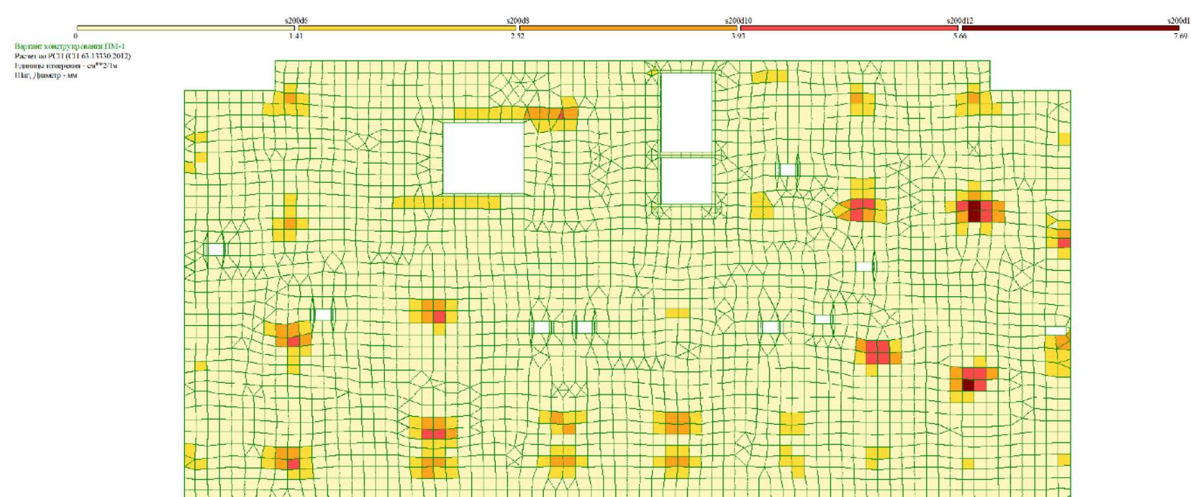 s200d6 s200d8 s200d10 s200d12 s200d1
0 1.41 2.52 3.93 5.66 7.69
Вариант конструирования:ПМ-1
Расчет по РСН (СП 63.13330.2012)
Единицы измерения - см**2/1м
Шаг, Диаметр - мм